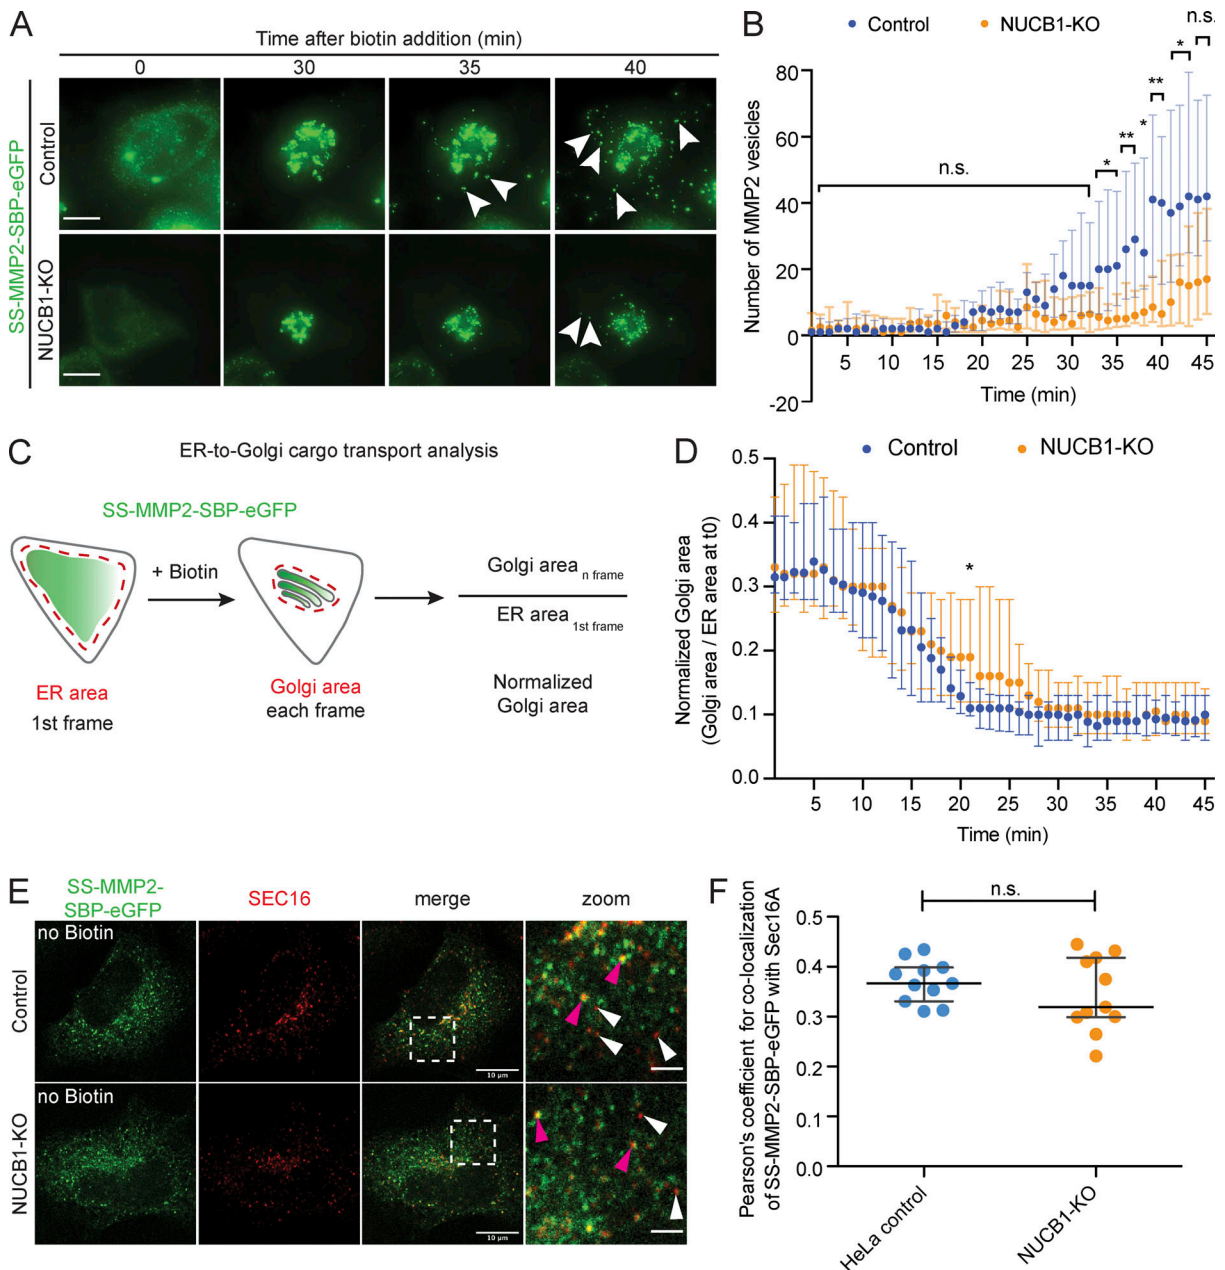 A
Time after biotin addition (min)
0 30 35 40
SS-MMP2-SBP-eGFP
Control
NUCB1-KO
B
Control NUCB1-KO
n.s.
*
**
*
**
*
n.s.
Number of MMP2 vesicles
80
60
40
20
0
-20
5 10 15 20 25 30 35 40 45
Time (min)
C
ER-to-Golgi cargo transport analysis
SS-MMP2-SBP-eGFP
+ Biotin
ER area
1st frame
Golgi area
each frame
Golgi area n frame
ER area 1st frame
Normalized
Golgi area
D
Control NUCB1-KO
*
Normalized Golgi area
(Golgi area / ER area at t0)
0.5
0.4
0.3
0.2
0.1
0.0
5 10 15 20 25 30 35 40 45
Time (min)
E
SS-MMP2-
SBP-eGFP
SEC16
merge
zoom
Control
no Biotin
10 µm
NUCB1-KO
no Biotin
10 µm
F
n.s.
Pearson's coefficient for co-localization
of SS-MMP2-SBP-eGFP with Sec16A
0.5
0.4
0.3
0.2
0.1
0.0
HeLa control
NUCB1-KO